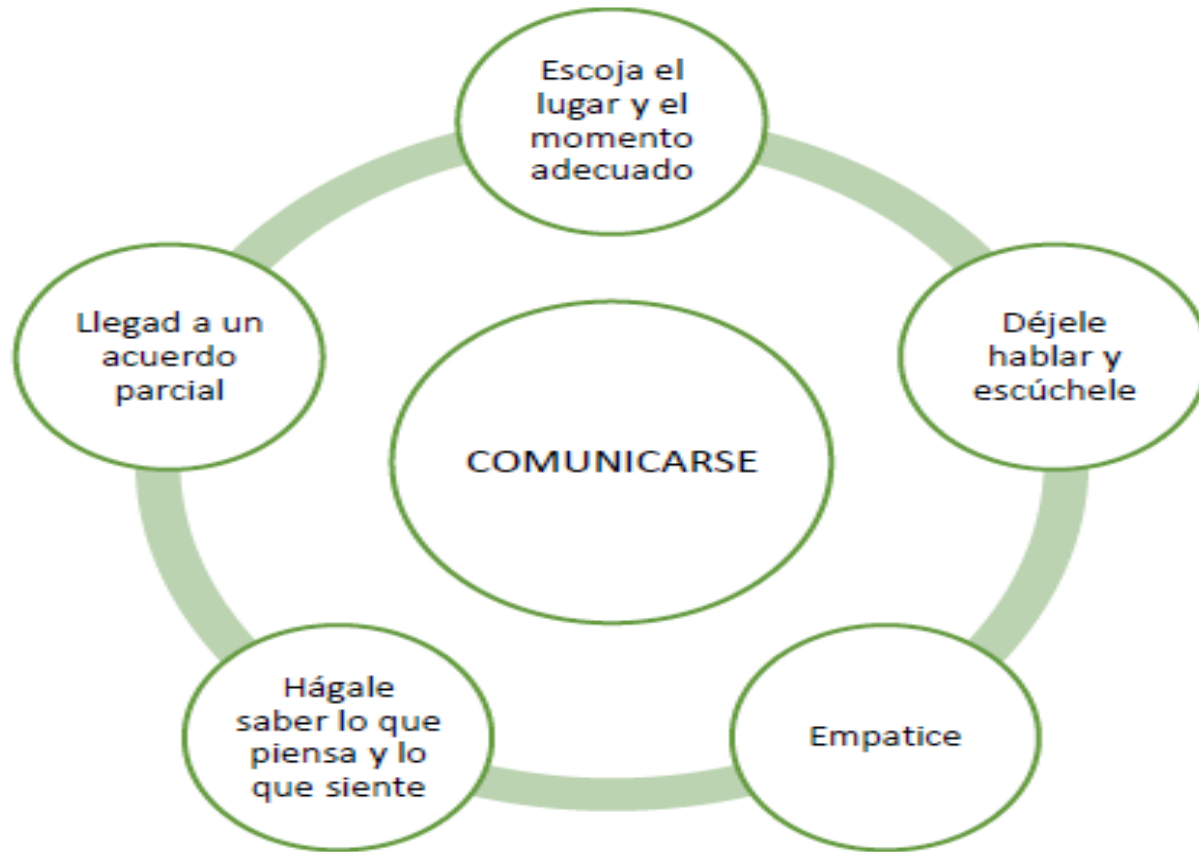 Escoja el
lugar y el
momento
adecuado
Déjele
hablar y
escúchele
Empatice
Hágale
saber lo que
piensa y lo
que siente
Llegad a un
acuerdo
parcial
COMUNICARSE